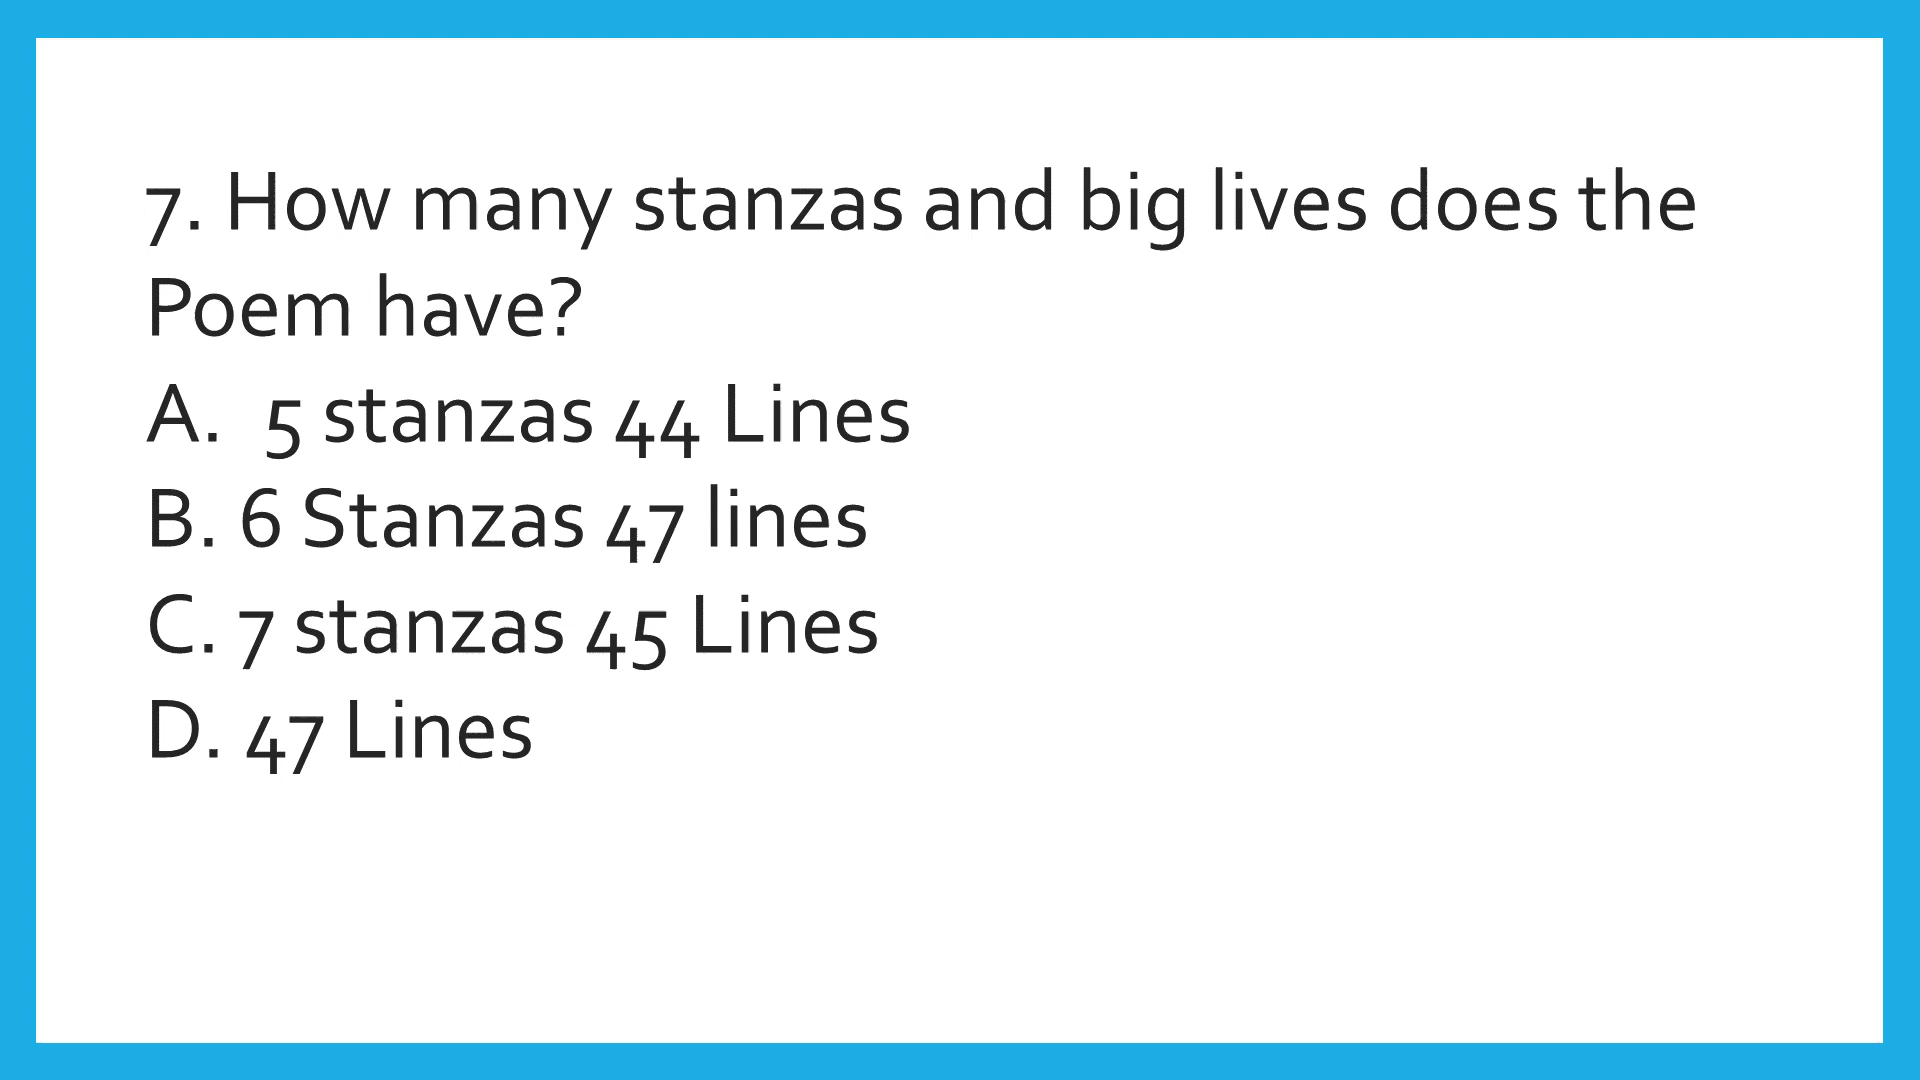 7. How many stanzas and big lives does the
Poem have?
A.  5 stanzas 44 Lines
B. 6 Stanzas 47 lines
C. 7 stanzas 45 Lines
D. 47 Lines